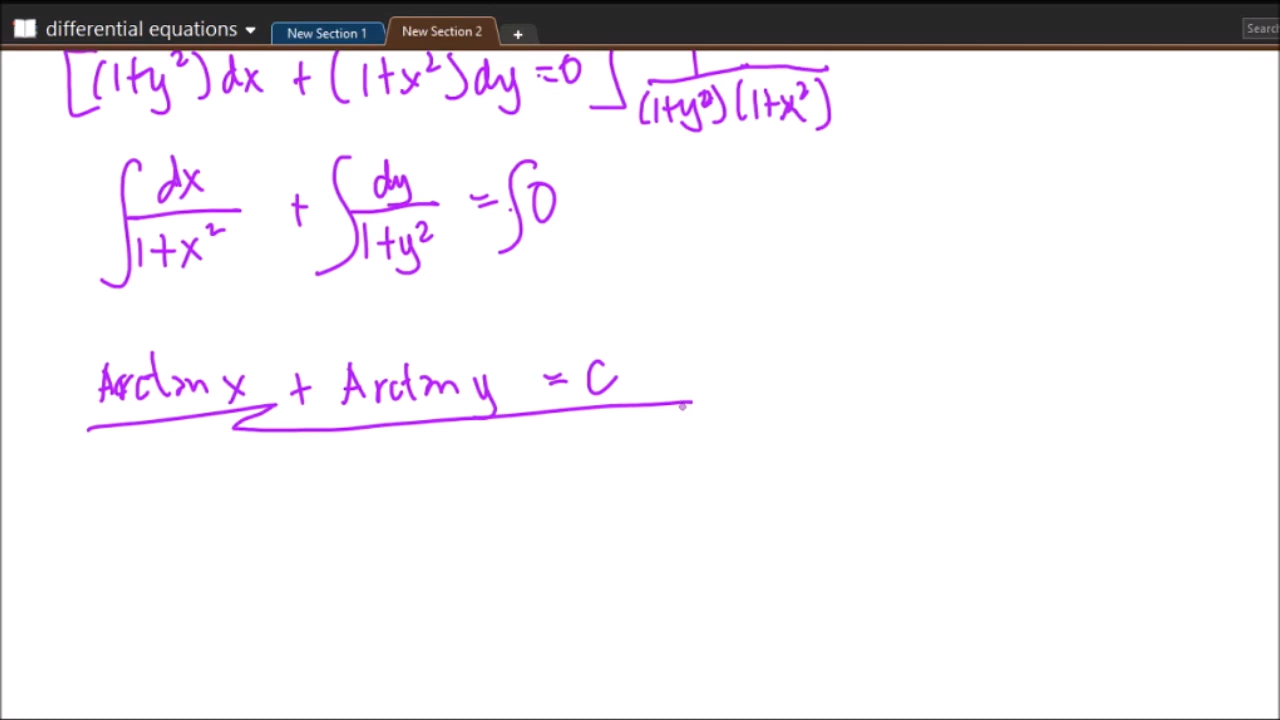 differential equations New Section 1 New Section 2 +
Searc
[(1+y²)dx + (1+x²)dy = 0] 1/((1+y²)(1+x²))
∫ dx/(1+x²) + ∫ dy/(1+y²) = ∫0
Arctan x + Arctan y = C